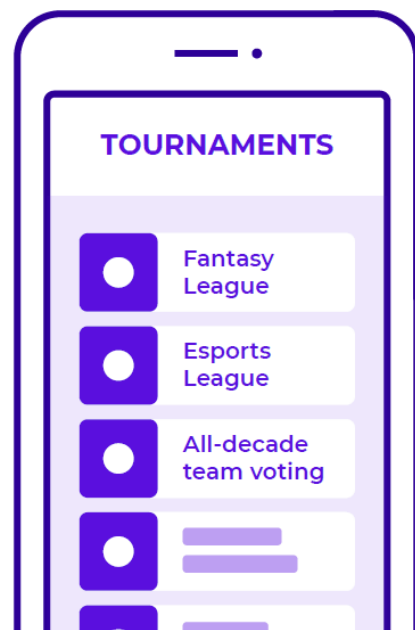 TOURNAMENTS
Fantasy
League
Esports
League
All-decade
team voting